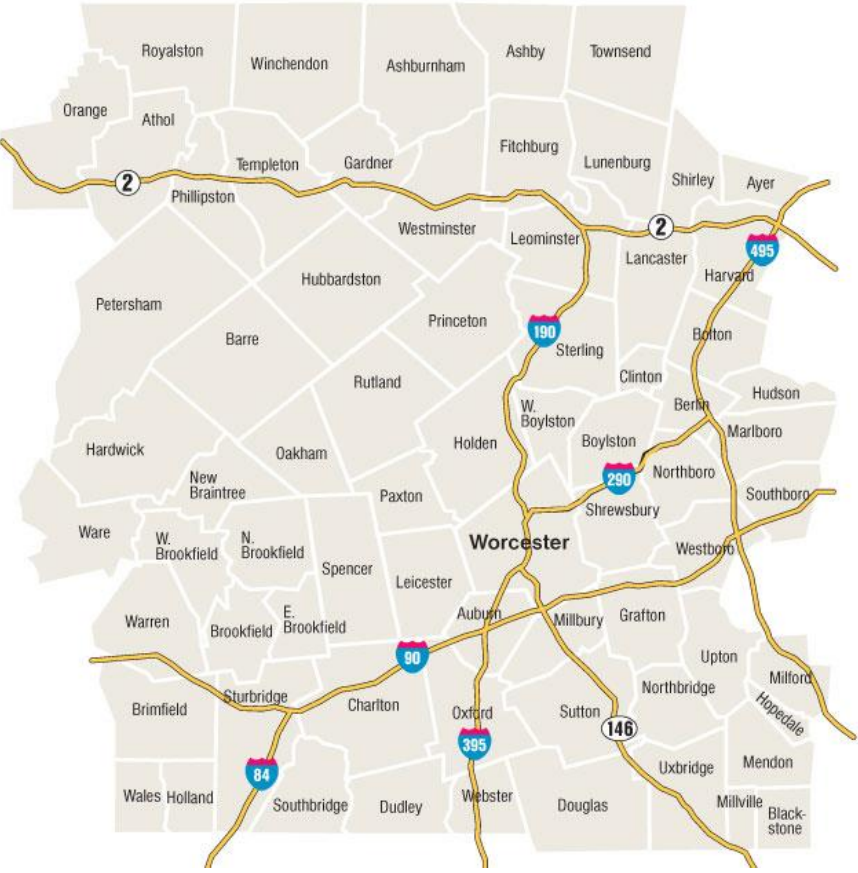 Royalston
Winchendon
Ashburnham
Ashby
Townsend
Orange
Athol
Templeton
Gardner
Fitchburg
Lunenburg
Shirley
Ayer
2
Phillipston
Westminster
Leominster
2
Lancaster
495
Harvard
Petersham
Hubbardston
Barre
Princeton
190
Sterling
Bolton
Rutland
Clinton
Hudson
Berlin
W.
Boylston
Marlboro
Hardwick
Oakham
Holden
Boylston
Northboro
New
Braintree
Paxton
290
Shrewsbury
Southboro
Ware
W.
Brookfield
N.
Brookfield
Spencer
Leicester
Worcester
Westboro
Warren
Brookfield
E.
Brookfield
Auburn
Millbury
Grafton
90
Upton
Milford
Brimfield
Sturbridge
Charlton
Oxford
Sutton
Northbridge
Hopedale
146
395
84
Uxbridge
Mendon
Wales
Holland
Southbridge
Dudley
Webster
Douglas
Millville
Black-
stone